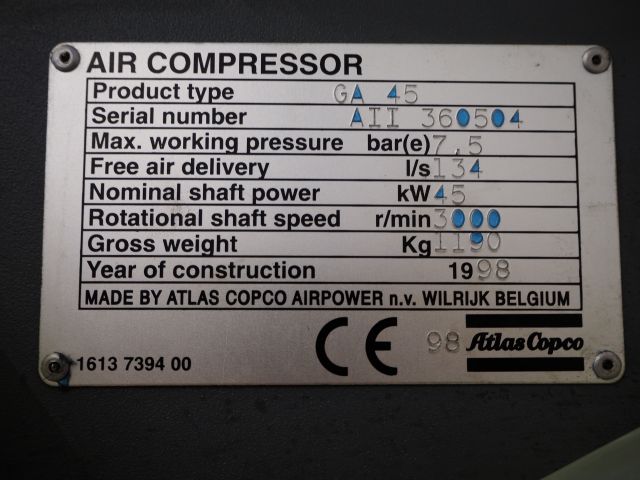 AIR COMPRESSOR
Product type GA 45
Serial number AII 360504
Max. working pressure bar(e) 7,5
Free air delivery l/s 134
Nominal shaft power kW 45
Rotational shaft speed r/min 3000
Gross weight Kg 1190
Year of construction 1998
MADE BY ATLAS COPCO AIRPOWER n.v. WILRIJK BELGIUM
CE 98 Atlas Copco
1613 7394 00